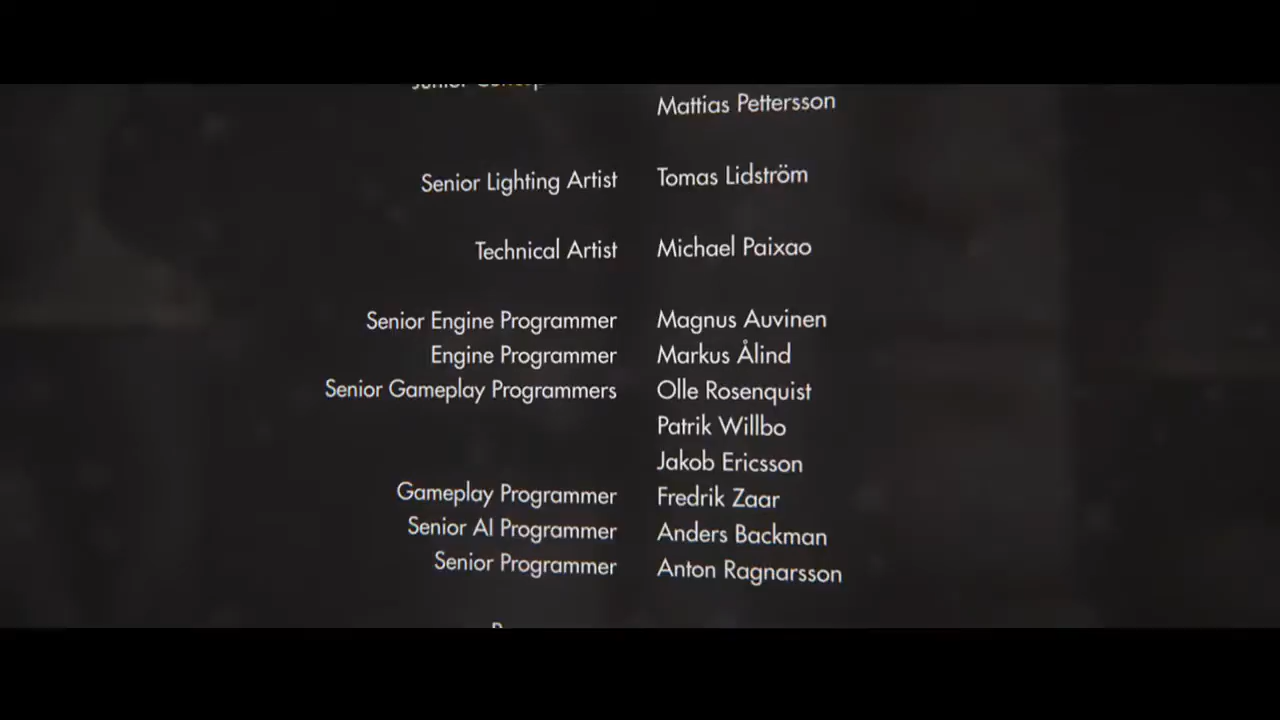 Junior Concep
Mattias Pettersson
Senior Lighting Artist Tomas Lidström
Technical Artist Michael Paixao
Senior Engine Programmer Magnus Auvinen
Engine Programmer Markus Ålind
Senior Gameplay Programmers Olle Rosenquist
Patrik Willbo
Jakob Ericsson
Gameplay Programmer Fredrik Zaar
Senior AI Programmer Anders Backman
Senior Programmer Anton Ragnarsson